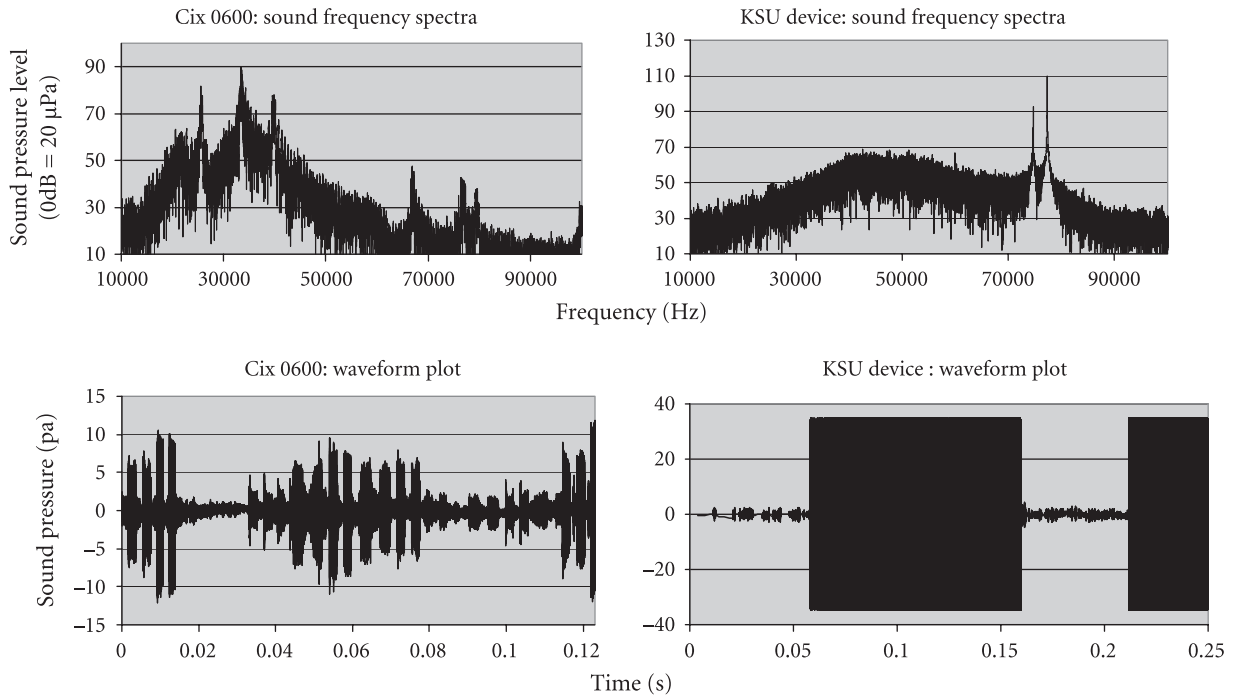 Cix 0600: sound frequency spectra
Sound pressure level
(0dB = 20 µPa)
90
70
50
30
10
10000 30000 50000 70000 90000
KSU device: sound frequency spectra
130
110
90
70
50
30
10
10000 30000 50000 70000 90000
Frequency (Hz)
Cix 0600: waveform plot
Sound pressure (pa)
15
10
5
0
−5
−10
−15
0 0.02 0.04 0.06 0.08 0.1 0.12
KSU device : waveform plot
40
20
0
−20
−40
0 0.05 0.1 0.15 0.2 0.25
Time (s)